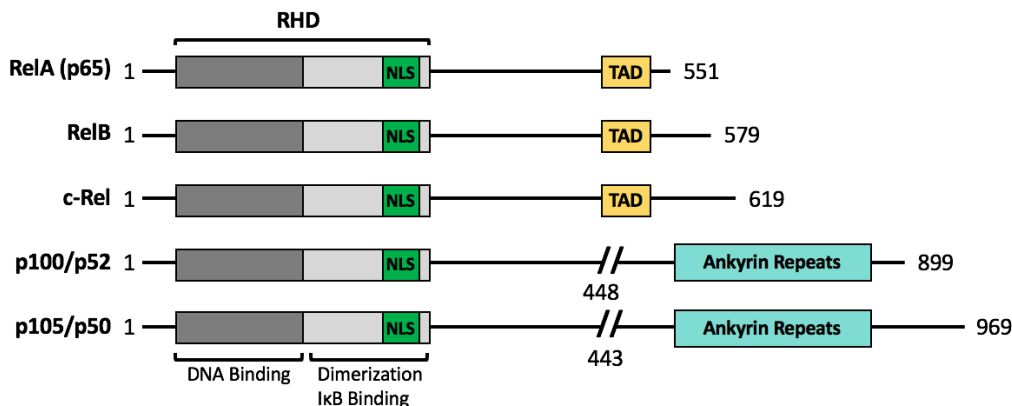 RHD
RelA (p65) 1 NLS TAD 551
RelB 1 NLS TAD 579
c-Rel 1 NLS TAD 619
p100/p52 1 NLS 448 Ankyrin Repeats 899
p105/p50 1 NLS 443 Ankyrin Repeats 969
DNA Binding Dimerization
IκB Binding